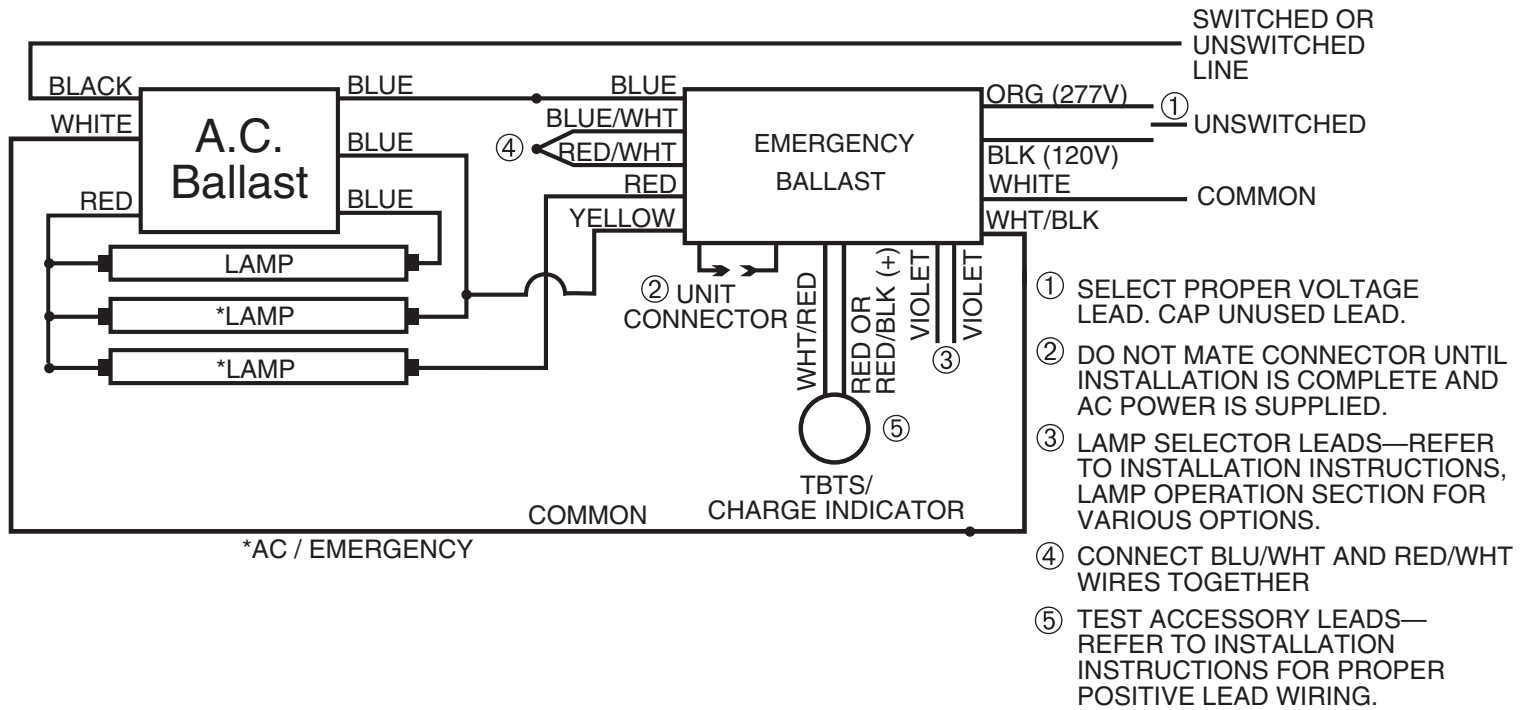 SWITCHED OR
UNSWITCHED
LINE
BLACK
BLUE
BLUE
ORG (277V)
①
WHITE
BLUE/WHT
UNSWITCHED
A.C.
Ballast
BLUE
④
RED/WHT
EMERGENCY
BALLAST
BLK (120V)
RED
BLUE
RED
WHITE
COMMON
YELLOW
WHT/BLK
LAMP
*LAMP
*LAMP
② UNIT
CONNECTOR
WHT/RED
RED OR
RED/BLK (+)
VIOLET
VIOLET
③
⑤
TBTS/
CHARGE INDICATOR
COMMON
*AC / EMERGENCY
① SELECT PROPER VOLTAGE
LEAD. CAP UNUSED LEAD.
② DO NOT MATE CONNECTOR UNTIL
INSTALLATION IS COMPLETE AND
AC POWER IS SUPPLIED.
③ LAMP SELECTOR LEADS—REFER
TO INSTALLATION INSTRUCTIONS,
LAMP OPERATION SECTION FOR
VARIOUS OPTIONS.
④ CONNECT BLU/WHT AND RED/WHT
WIRES TOGETHER
⑤ TEST ACCESSORY LEADS—
REFER TO INSTALLATION
INSTRUCTIONS FOR PROPER
POSITIVE LEAD WIRING.